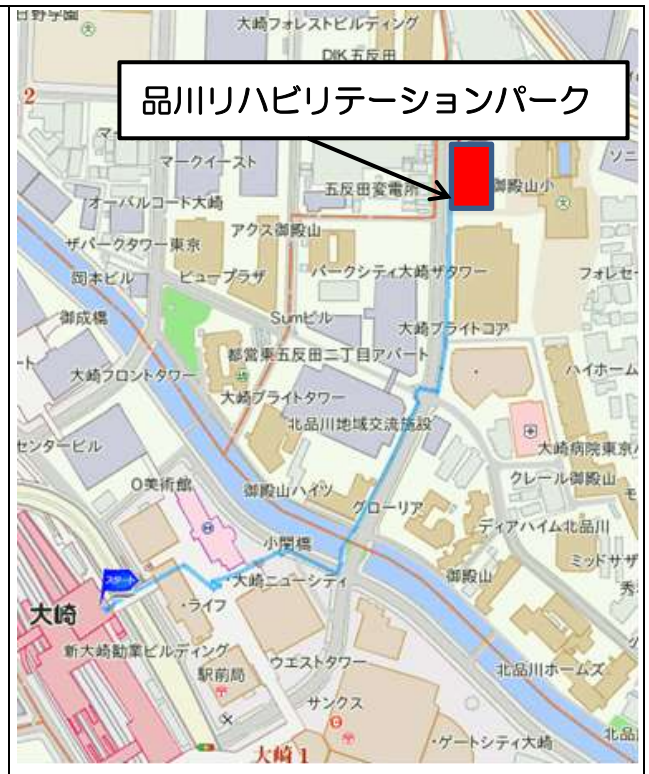 日野学園
大崎フォレストビルディング
DIK五反田
品川リハビリテーションパーク
2
マークイースト
五反田変電所
御殿山小
ソニ
オーバルコート大崎
アクス御殿山
ザパークタワー東京
岡本ビル
ビュープラザ
パークシティ大崎ザタワー
フォレセ
御成橋
Sumビル
大崎ブライトコア
都営東五反田二丁目アパート
大崎フロントタワー
ハイホーム
大崎ブライトタワー
北品川地域交流施設
センタービル
大崎病院東京
O美術館
御殿山ハイツ
クレール御殿山
グローリア
ディアハイム北品川
小関橋
ミッドサザ
スタート
大崎ニューシティ
御殿山
大崎
・ライフ
新大崎勧業ビルディング
ウエストタワー
北品川ホームズ
駅前局
サンクス
北品
大崎1
・ゲートシティ大崎